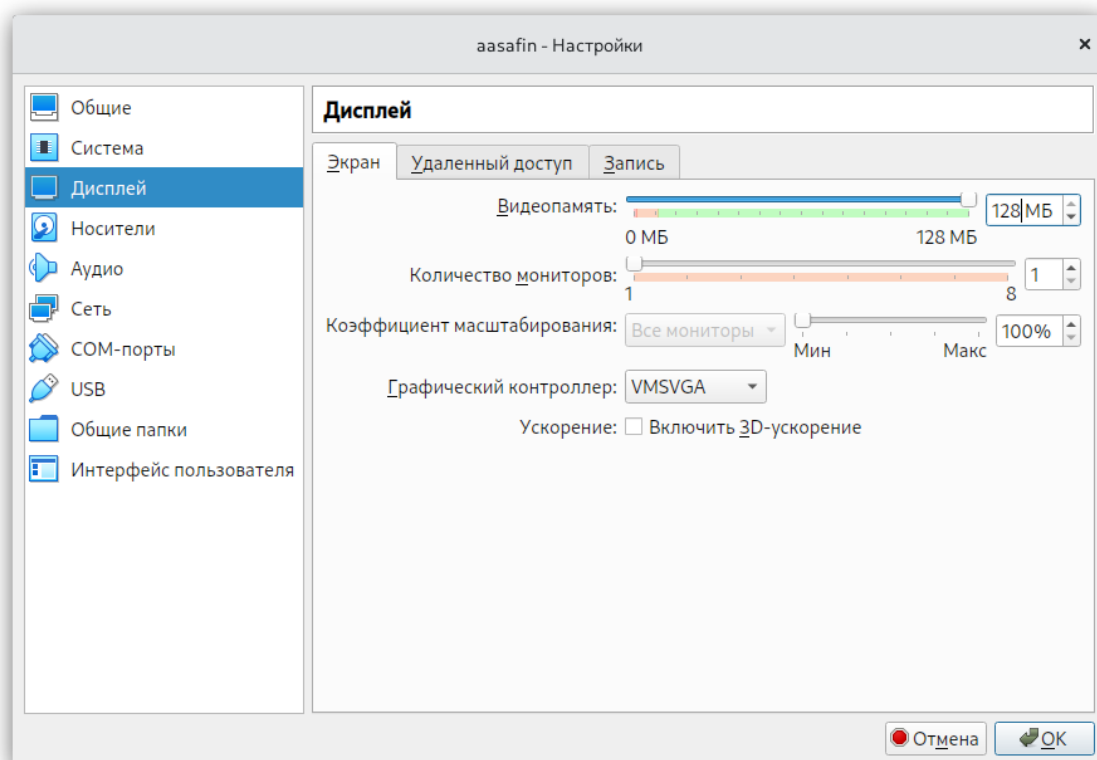 aasafin - Настройки
Общие
Система
Дисплей
Носители
Аудио
Сеть
COM-порты
USB
Общие папки
Интерфейс пользователя
Дисплей
Экран Удаленный доступ Запись
Видеопамять: 128 МБ
0 МБ 128 МБ
Количество мониторов: 1
1 8
Коэффициент масштабирования: Все мониторы 100%
Мин Макс
Графический контроллер: VMSVGA
Ускорение: Включить 3D-ускорение
Отмена OK